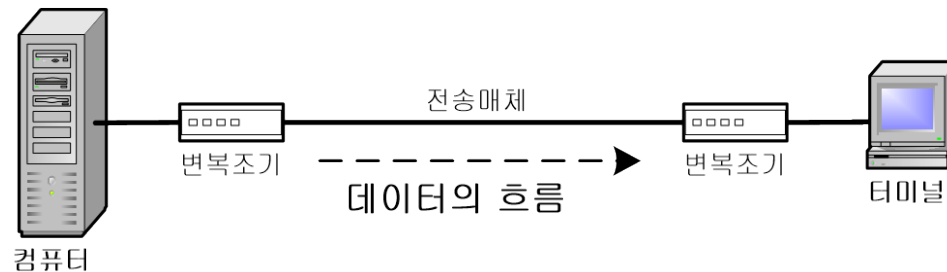 전송매체
변복조기
변복조기
데이터의 흐름
터미널
컴퓨터